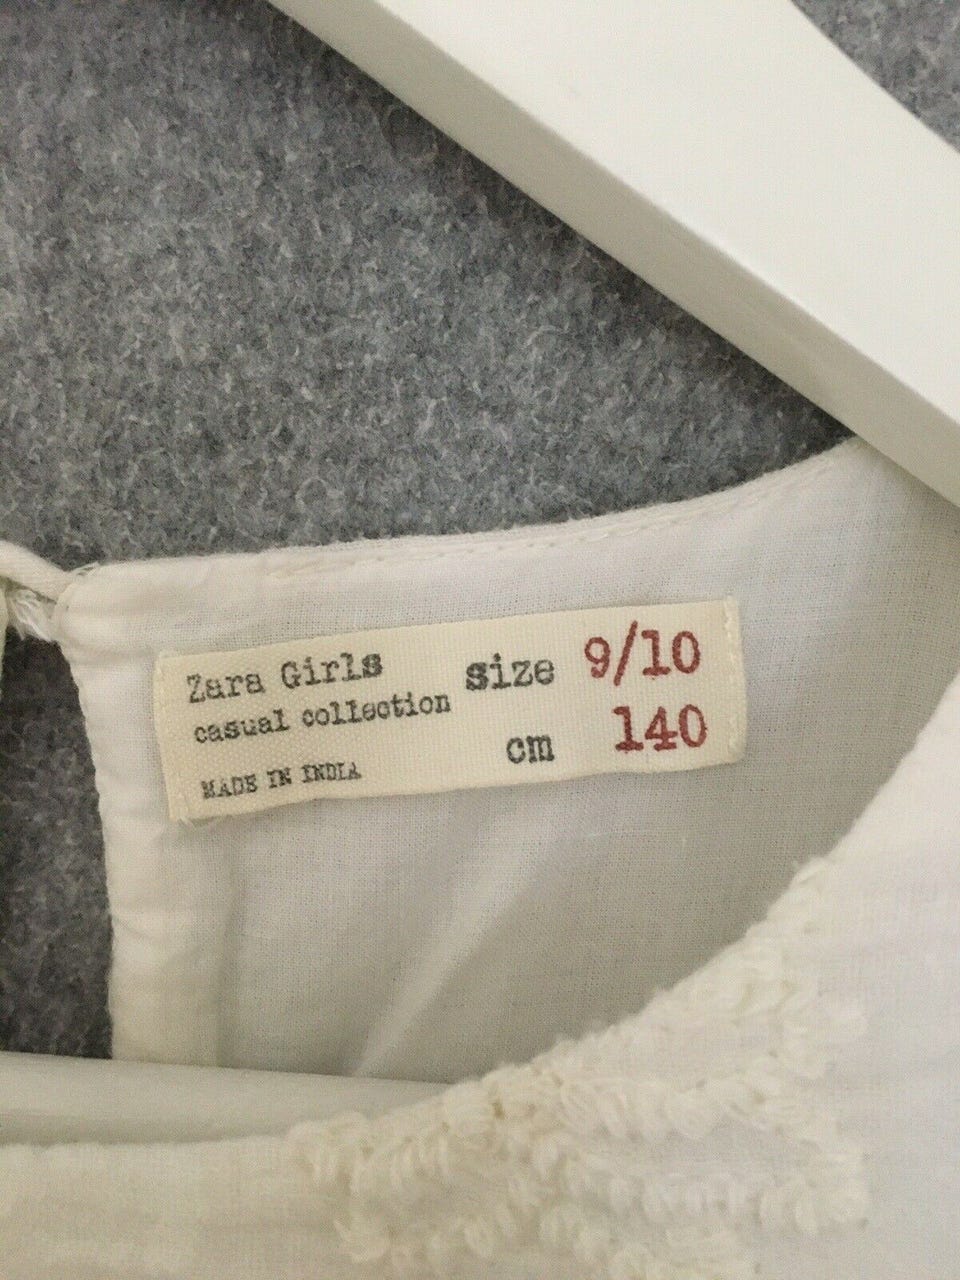 Zara Girls
casual collection
MADE IN INDIA
size 9/10
cm 140